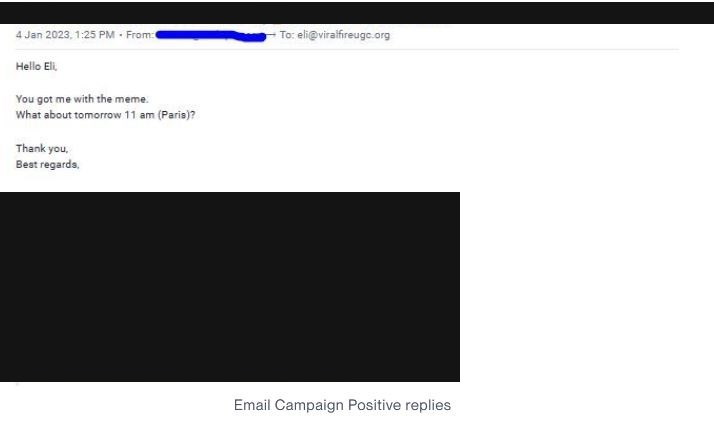 4 Jan 2023, 1:25 PM • From: → To: eli@viralfireugc.org
Hello Eli,
You got me with the meme.
What about tomorrow 11 am (Paris)?
Thank you,
Best regards,
Email Campaign Positive replies